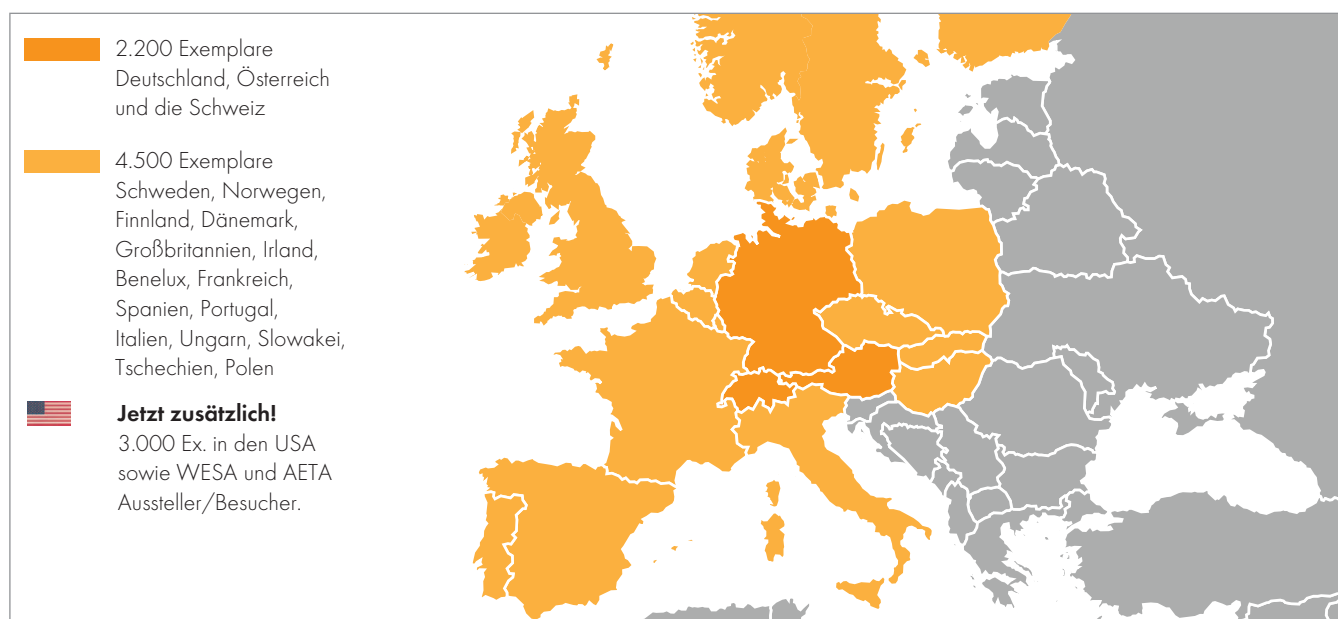 2.200 Exemplare
Deutschland, Österreich
und die Schweiz
4.500 Exemplare
Schweden, Norwegen,
Finnland, Dänemark,
Großbritannien, Irland,
Benelux, Frankreich,
Spanien, Portugal,
Italien, Ungarn, Slowakei,
Tschechien, Polen
Jetzt zusätzlich!
3.000 Ex. in den USA
sowie WESA und AETA
Aussteller/Besucher.